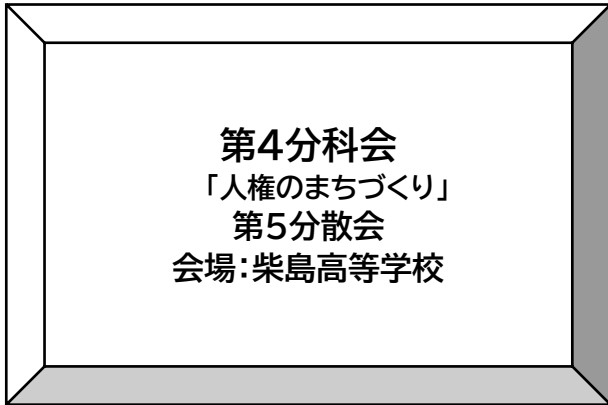 第4分科会
「人権のまちづくり」
第5分散会
会場：柴島高等学校